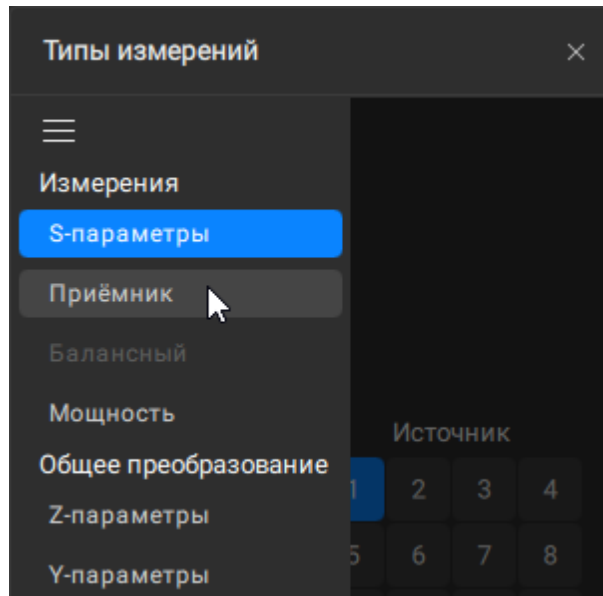 Типы измерений
Измерения
S-параметры
Приёмник
Балансный
Мощность
Источник
Общее преобразование
1 2 3 4
Z-параметры
5 6 7 8
Y-параметры